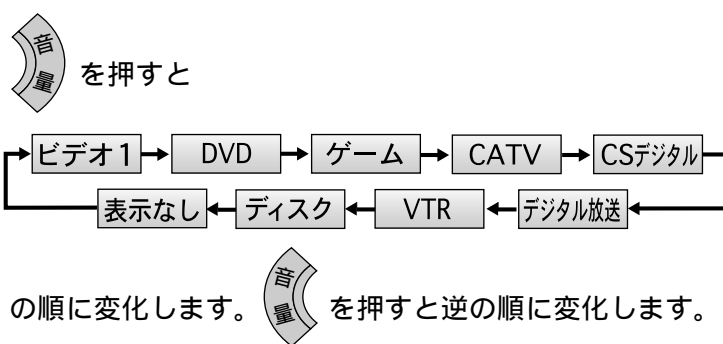 音量 を押すと
ビデオ1 DVD ゲーム CATV CSデジタル
表示なし ディスク VTR デジタル放送
の順に変化します。 音量 を押すと逆の順に変化します。